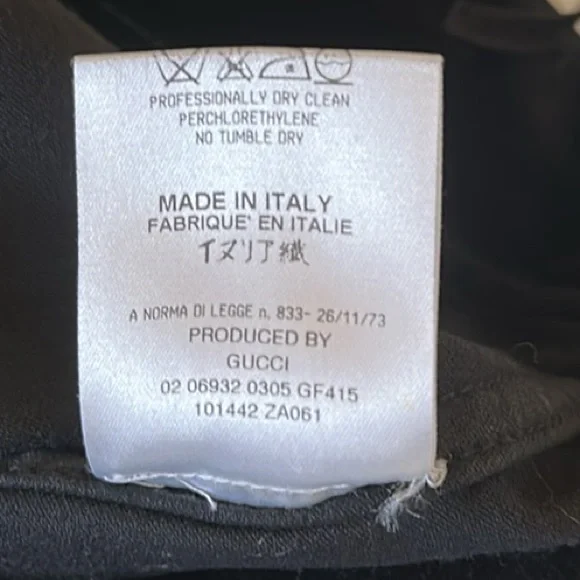 PROFESSIONALLY DRY CLEAN
PERCHLORETHYLENE
NO TUMBLE DRY
MADE IN ITALY
FABRIQUE' EN ITALIE
イヌリア織
A NORMA DI LEGGE n. 833- 26/11/73
PRODUCED BY
GUCCI
02 06932 0305 GF415
101442 ZA061